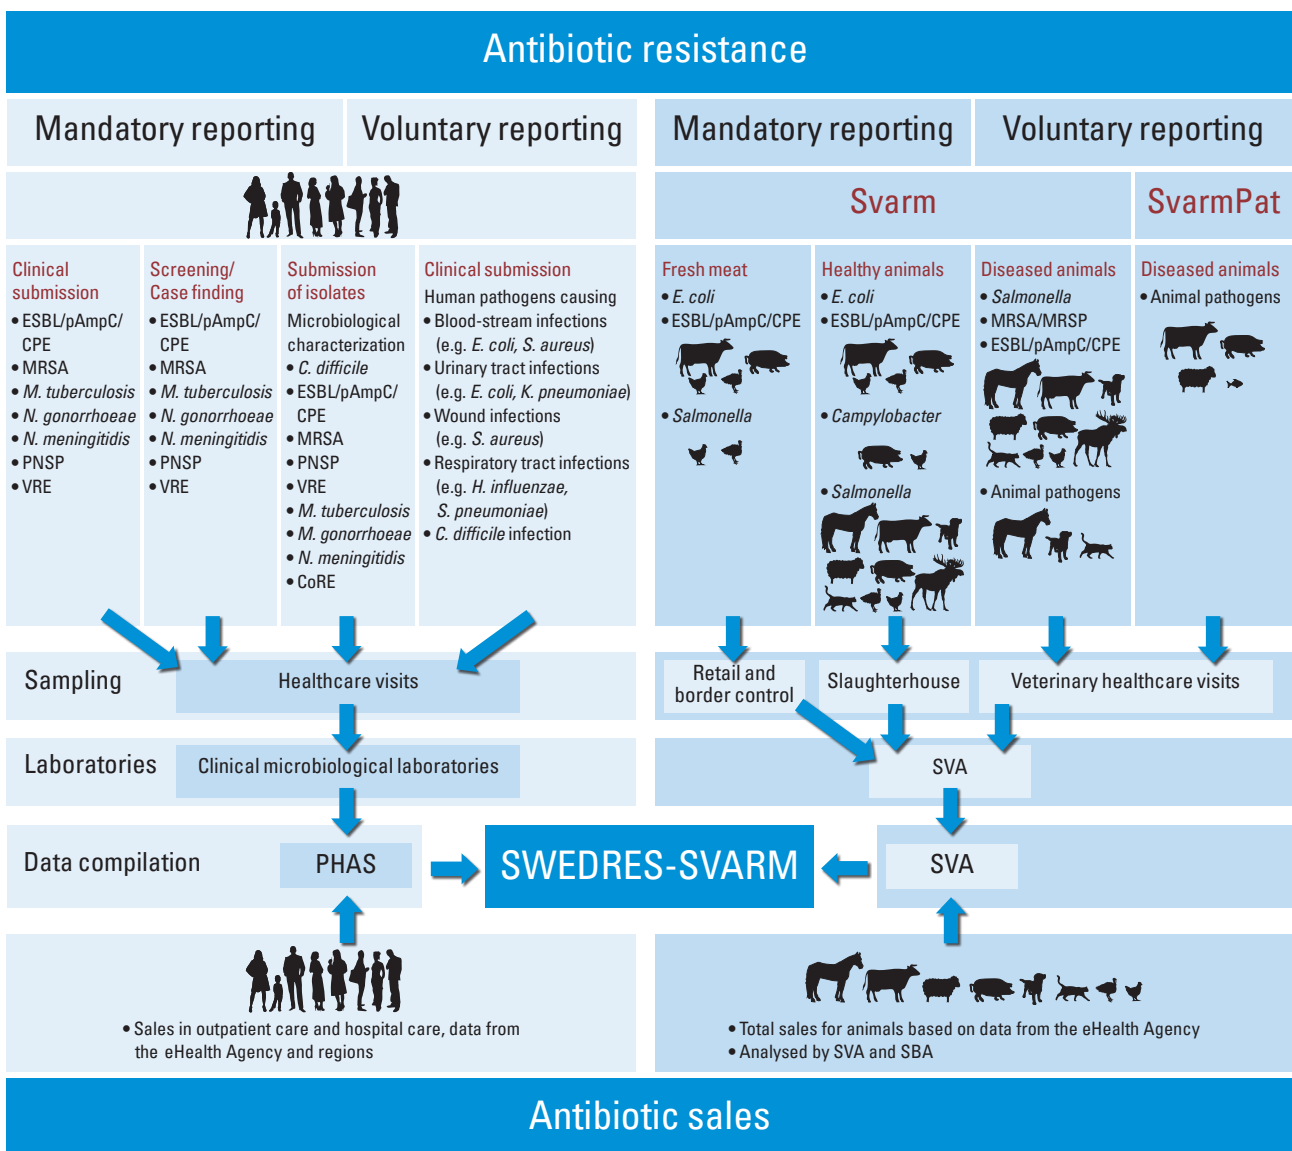 Antibiotic resistance
Mandatory reporting
Voluntary reporting
Clinical
submission
• ESBL/pAmpC/
CPE
• MRSA
• M. tuberculosis
• N. gonorrhoeae
• N. meningitidis
• PNSP
• VRE
Screening/
Case finding
• ESBL/pAmpC/
CPE
• MRSA
• M. tuberculosis
• N. gonorrhoeae
• N. meningitidis
• PNSP
• VRE
Submission
of isolates
Microbiological
characterization
• C. difficile
• ESBL/pAmpC/
CPE
• MRSA
• PNSP
• VRE
• M. tuberculosis
• M. gonorrhoeae
• N. meningitidis
• CoRE
Clinical submission
Human pathogens causing
• Blood-stream infections
(e.g. E. coli, S. aureus)
• Urinary tract infections
(e.g. E. coli, K. pneumoniae)
• Wound infections
(e.g. S. aureus)
• Respiratory tract infections
(e.g. H. influenzae,
S. pneumoniae)
• C. difficile infection
Mandatory reporting
Voluntary reporting
Svarm
SvarmPat
Fresh meat
• E. coli
• ESBL/pAmpC/CPE
• Salmonella
Healthy animals
• E. coli
• ESBL/pAmpC/CPE
• Campylobacter
• Salmonella
Diseased animals
• Salmonella
• MRSA/MRSP
• ESBL/pAmpC/CPE
• Animal pathogens
Diseased animals
• Animal pathogens
Sampling
Healthcare visits
Retail and
border control
Slaughterhouse
Veterinary healthcare visits
Laboratories
Clinical microbiological laboratories
SVA
Data compilation
PHAS
SWEDRES-SVARM
SVA
• Sales in outpatient care and hospital care, data from
the eHealth Agency and regions
• Total sales for animals based on data from the eHealth Agency
• Analysed by SVA and SBA
Antibiotic sales